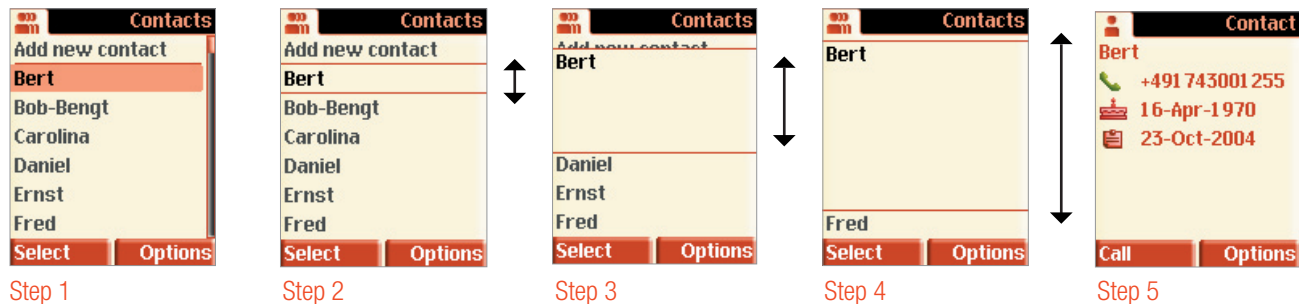 Contacts
Add new contact
Bert
Bob-Bengt
Carolina
Daniel
Ernst
Fred
Select Options
Step 1
Contacts
Add new contact
Bert
Bob-Bengt
Carolina
Daniel
Ernst
Fred
Select Options
Step 2
Contacts
Add new contact
Bert
Daniel
Ernst
Fred
Select Options
Step 3
Contacts
Bert
Fred
Select Options
Step 4
Contact
Bert
+491743001255
16-Apr-1970
23-Oct-2004
Call Options
Step 5